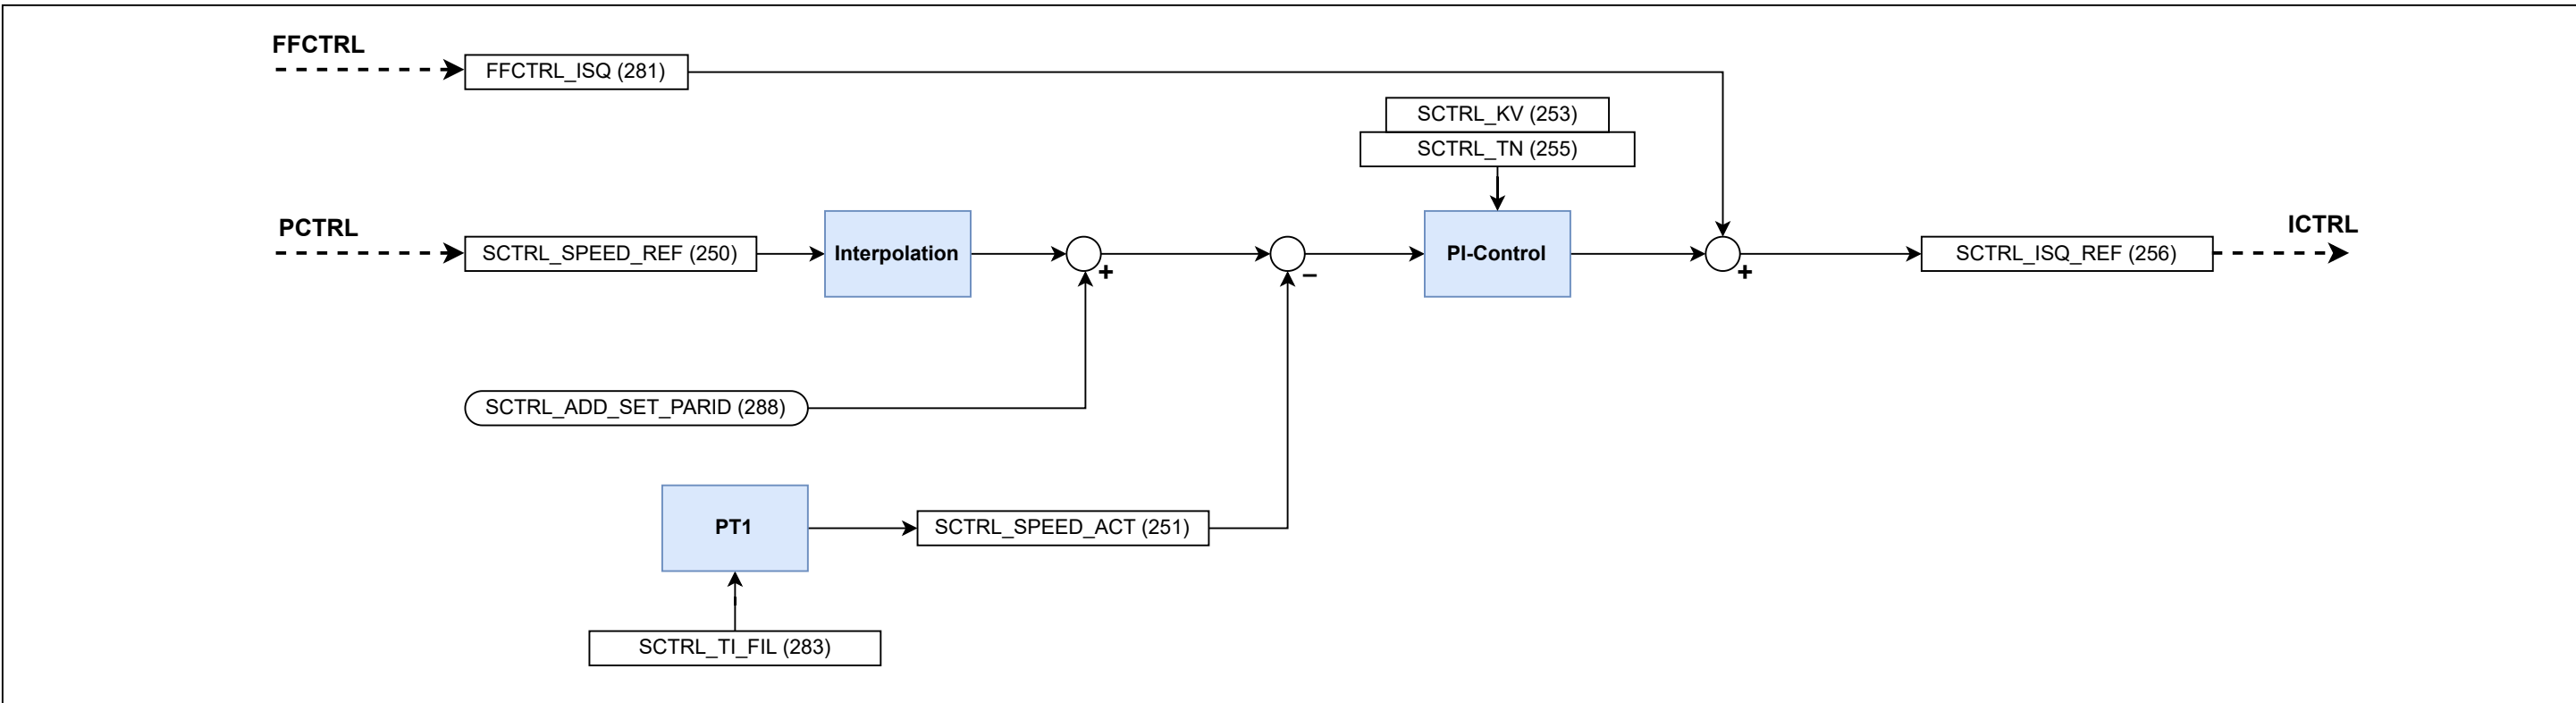 FFCTRL
FFCTRL_ISQ (281)
SCTRL_KV (253)
SCTRL_TN (255)
PCTRL
SCTRL_SPEED_REF (250)
Interpolation
+
–
PI-Control
+
SCTRL_ISQ_REF (256)
ICTRL
SCTRL_ADD_SET_PARID (288)
PT1
SCTRL_SPEED_ACT (251)
SCTRL_TI_FIL (283)